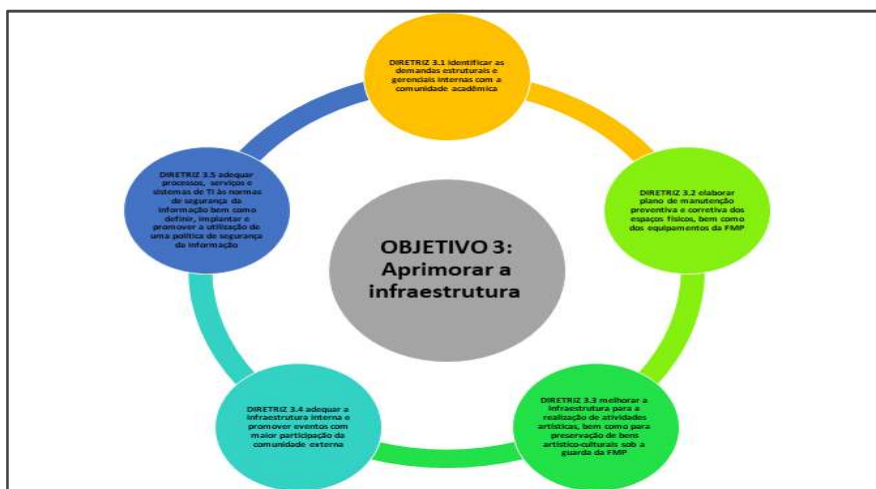 DIRETRIZ 3.1 identificar as
demandas estruturais e
gerenciais internas com a
comunidade acadêmica
DIRETRIZ 3.2 elaborar
plano de manutenção
preventiva e corretiva dos
espaços físicos, bem como
dos equipamentos da FMP
DIRETRIZ 3.3 melhorar a
infraestrutura para a
realização de atividades
artísticas, bem como para
preservação de bens
artístico-culturais sob a
guarda da FMP
DIRETRIZ 3.4 adequar a
infraestrutura interna e
promover eventos com
maior participação da
comunidade externa
DIRETRIZ 3.5 adequar
processos, serviços e
sistemas de TI às normas
de segurança da
informação bem como
definir, implantar e
promover a utilização de
uma política de segurança
da informação
OBJETIVO 3:
Aprimorar a
infraestrutura